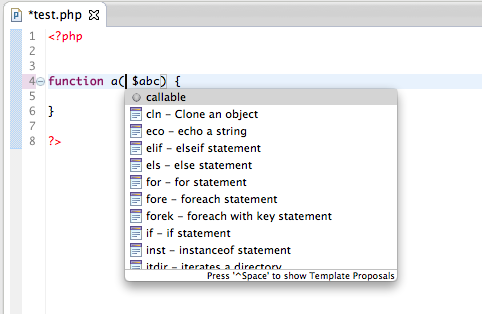 *test.php
1 <?php
2
3
4 function a( $abc) {
5
6 }
7
8 ?>
callable
cln – Clone an object
eco – echo a string
elif – elseif statement
els – else statement
for – for statement
fore – foreach statement
forek – foreach with key statement
if – if statement
inst – instanceof statement
itdir – iterates a directory
Press '^Space' to show Template Proposals